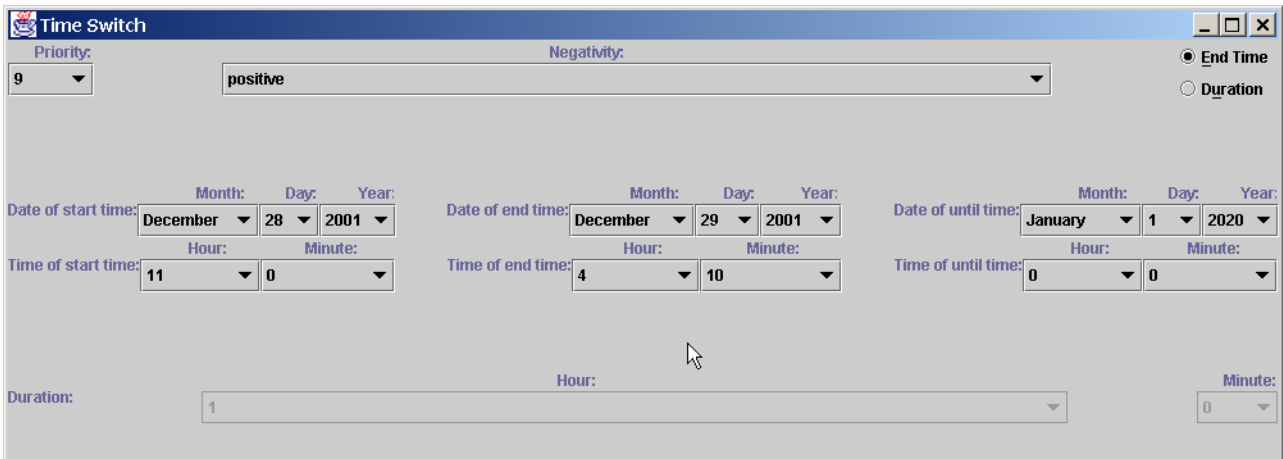 Time Switch
Priority: Negativity:
9 positive End Time
Duration
Month: Day: Year: Month: Day: Year: Month: Day: Year:
Date of start time: December 28 2001 Date of end time: December 29 2001 Date of until time: January 1 2020
Hour: Minute: Hour: Minute: Hour: Minute:
Time of start time: 11 0 Time of end time: 4 10 Time of until time: 0 0
Hour: Minute:
Duration: 1 0